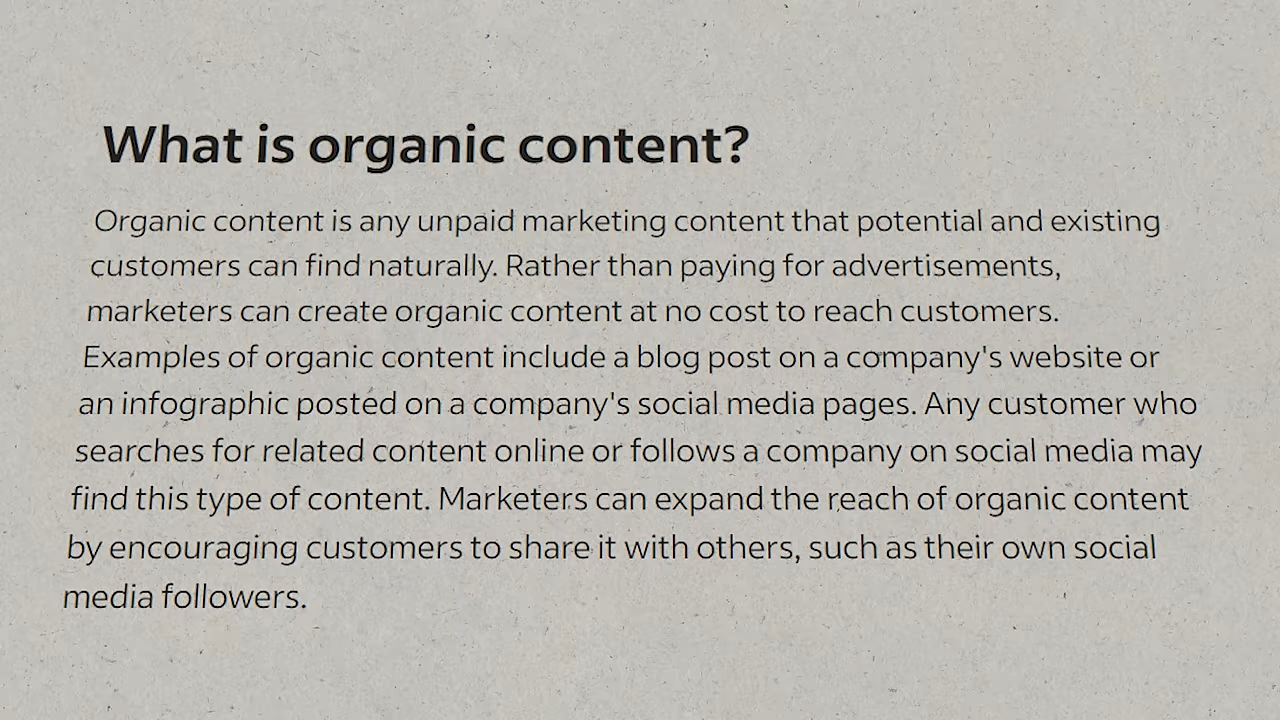 What is organic content?
Organic content is any unpaid marketing content that potential and existing
customers can find naturally. Rather than paying for advertisements,
marketers can create organic content at no cost to reach customers.
Examples of organic content include a blog post on a company's website or
an infographic posted on a company's social media pages. Any customer who
searches for related content online or follows a company on social media may
find this type of content. Marketers can expand the reach of organic content
by encouraging customers to share it with others, such as their own social
media followers.